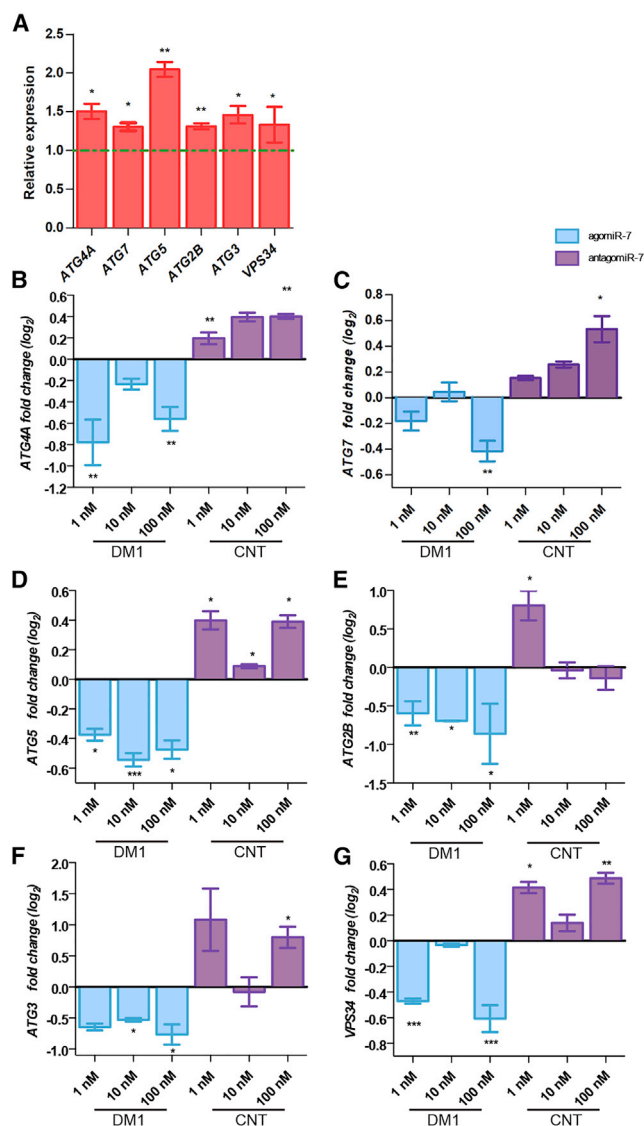 A
Relative expression
2.5
2.0
1.5
1.0
0.5
0.0
* * ** ** * *
ATG4A ATG7 ATG5 ATG2B ATG3 VPS34
agomiR-7
antagomiR-7
B
ATG4A fold change (log2)
0.6
0.4
0.2
0.0
-0.2
-0.4
-0.6
-0.8
-1.0
-1.2
** ** ** **
1 nM 10 nM 100 nM 1 nM 10 nM 100 nM
DM1 CNT
C
ATG7 fold change (log2)
0.8
0.6
0.4
0.2
0.0
-0.2
-0.4
-0.6
** *
1 nM 10 nM 100 nM 1 nM 10 nM 100 nM
DM1 CNT
D
ATG5 fold change (log2)
0.6
0.4
0.2
0.0
-0.2
-0.4
-0.6
* *** * * * *
1 nM 10 nM 100 nM 1 nM 10 nM 100 nM
DM1 CNT
E
ATG2B fold change (log2)
1.0
0.5
0.0
-0.5
-1.0
-1.5
** * * *
1 nM 10 nM 100 nM 1 nM 10 nM 100 nM
DM1 CNT
F
ATG3 fold change (log2)
2.0
1.5
1.0
0.5
0.0
-0.5
-1.0
* * *
1 nM 10 nM 100 nM 1 nM 10 nM 100 nM
DM1 CNT
G
VPS34 fold change (log2)
0.6
0.4
0.2
0.0
-0.2
-0.4
-0.6
-0.8
*** *** * **
1 nM 10 nM 100 nM 1 nM 10 nM 100 nM
DM1 CNT